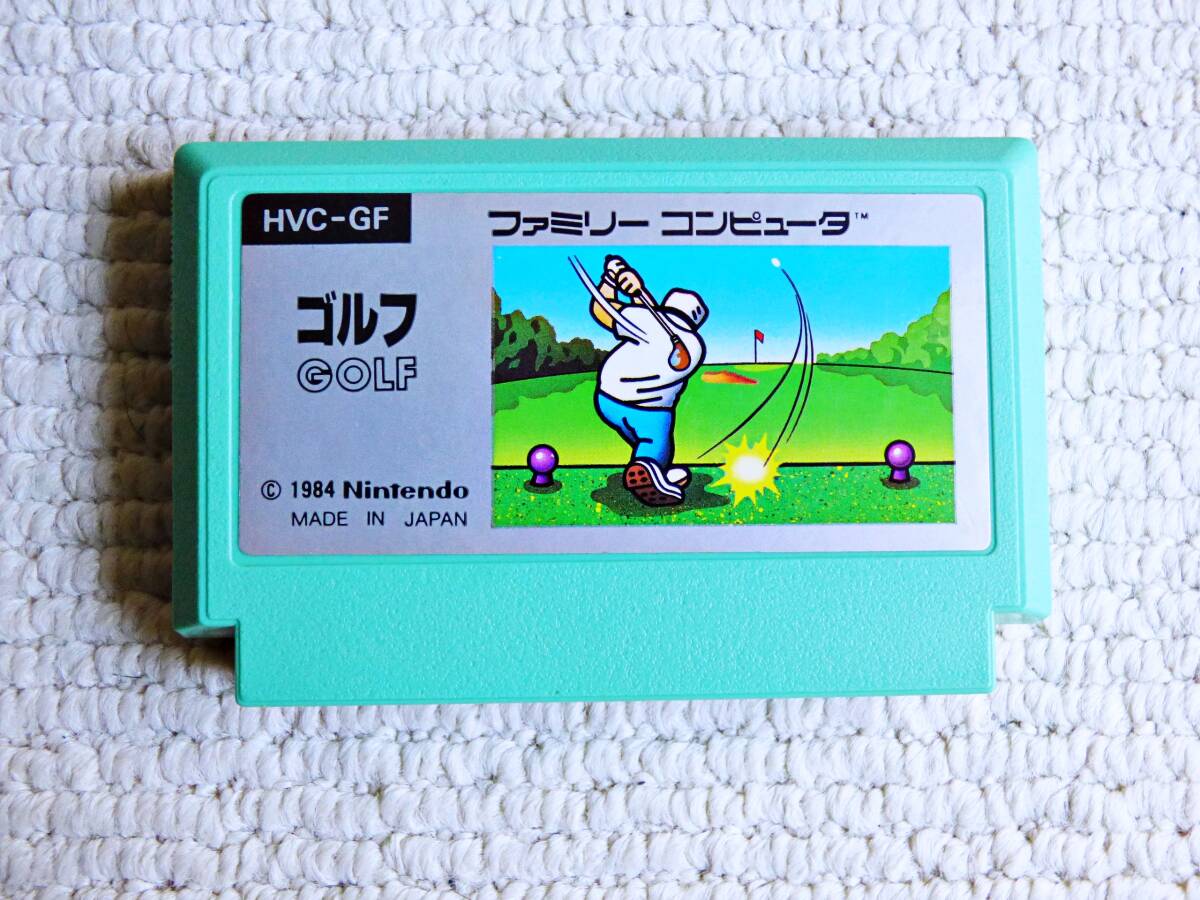 HVC-GF
ファミリー コンピュータ™
ゴルフ
GOLF
© 1984 Nintendo
MADE IN JAPAN